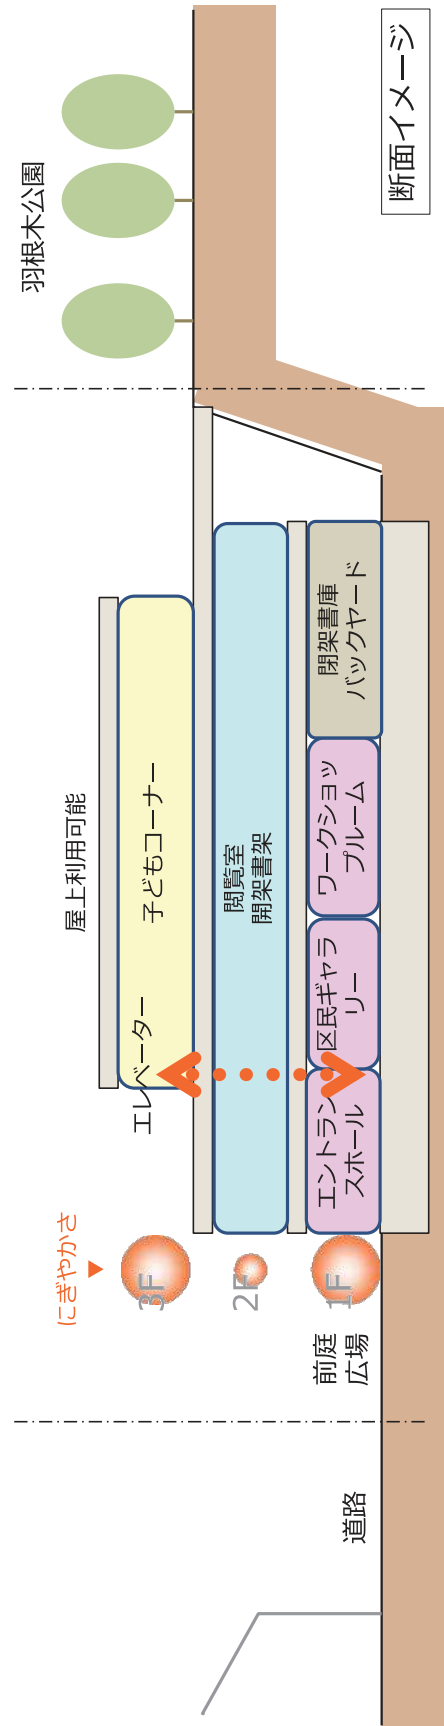 断面イメージ
羽根木公園
屋上利用可能
にぎやかさ
3F
エレベーター
子どもコーナー
2F
閲覧室
開架書架
1F
前庭
広場
エントラン
スホール
区民ギャラ
リー
ワークショッ
プルーム
閉架書庫
バックヤード
道路